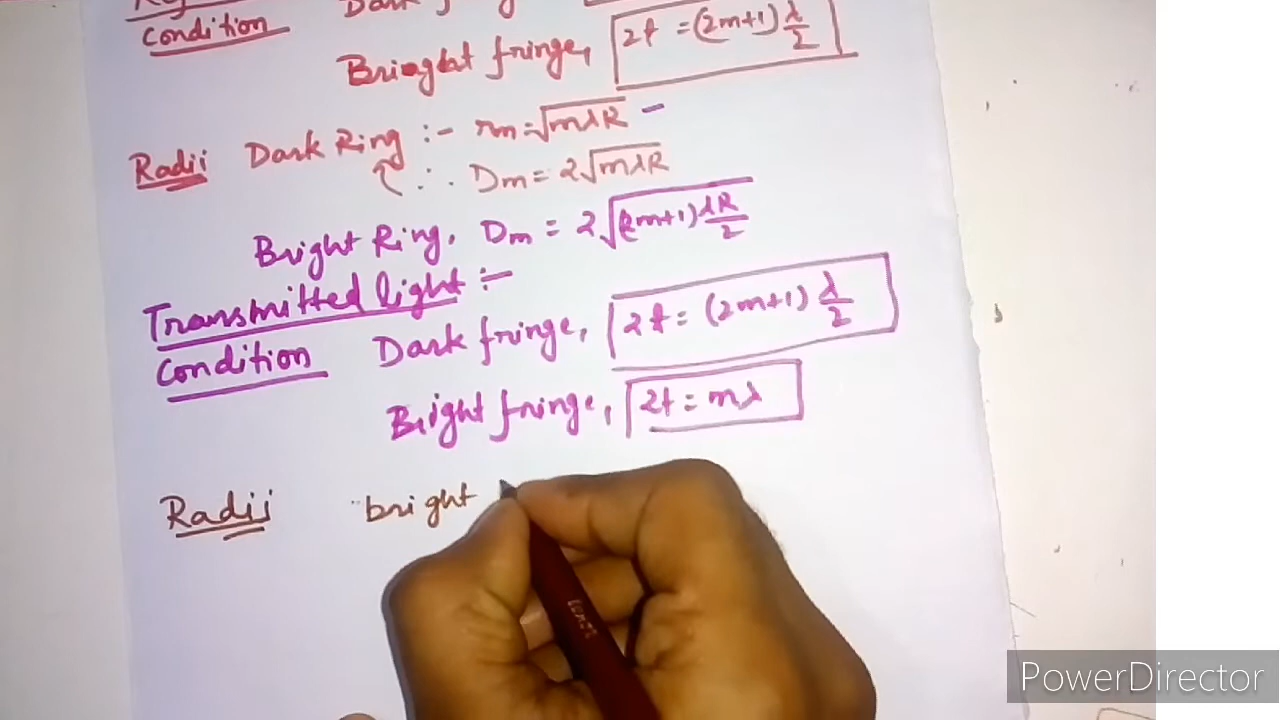 condition
Bright fringe, 2t = (2m+1) λ/2
Radii Dark Ring :- rm = √mλR
∴ Dm = 2√mλR
Bright Ring, Dm = 2√(2m+1) λR/2
Transmitted light :-
Condition Dark fringe, 2t = (2m+1) λ/2
Bright fringe, 2t = mλ
Radii bright
PowerDirector